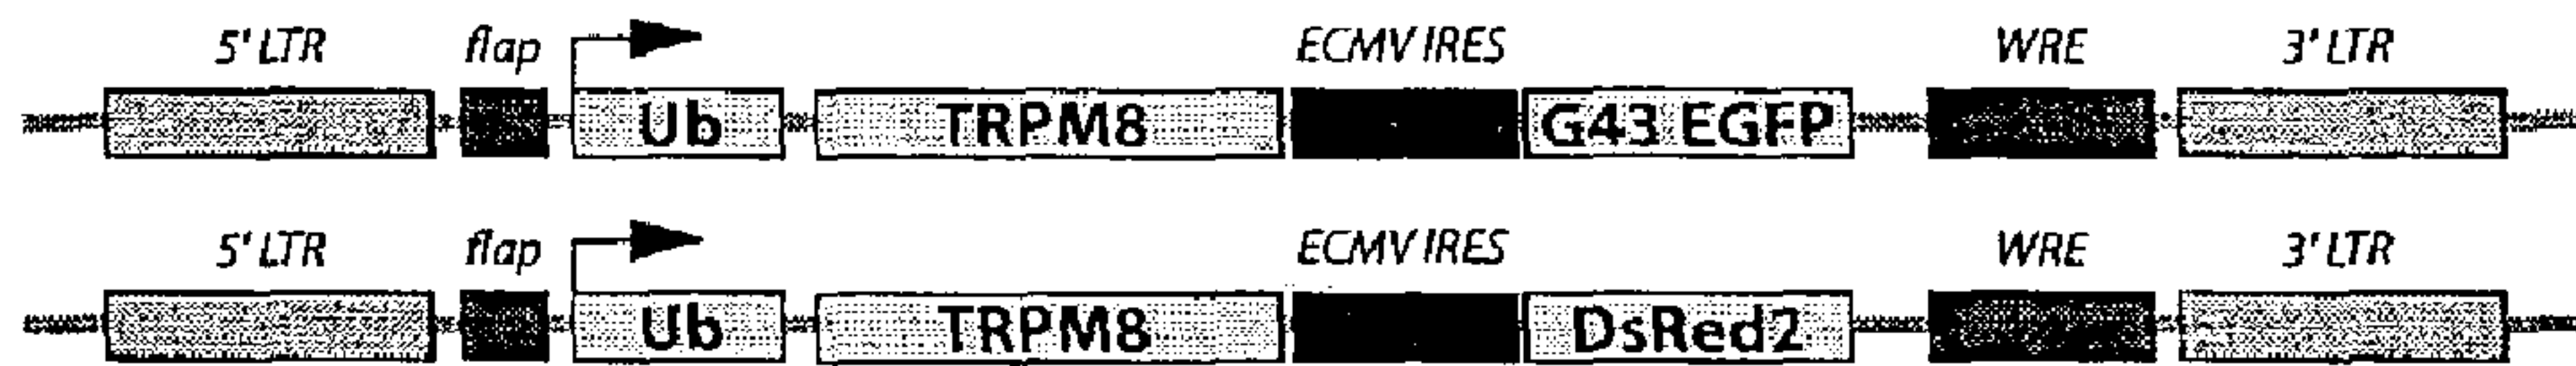 5' LTR flap ECMV IRES WRE 3' LTR
Ub TRPM8 G43 EGFP
5' LTR flap ECMV IRES WRE 3' LTR
Ub TRPM8 DsRed2